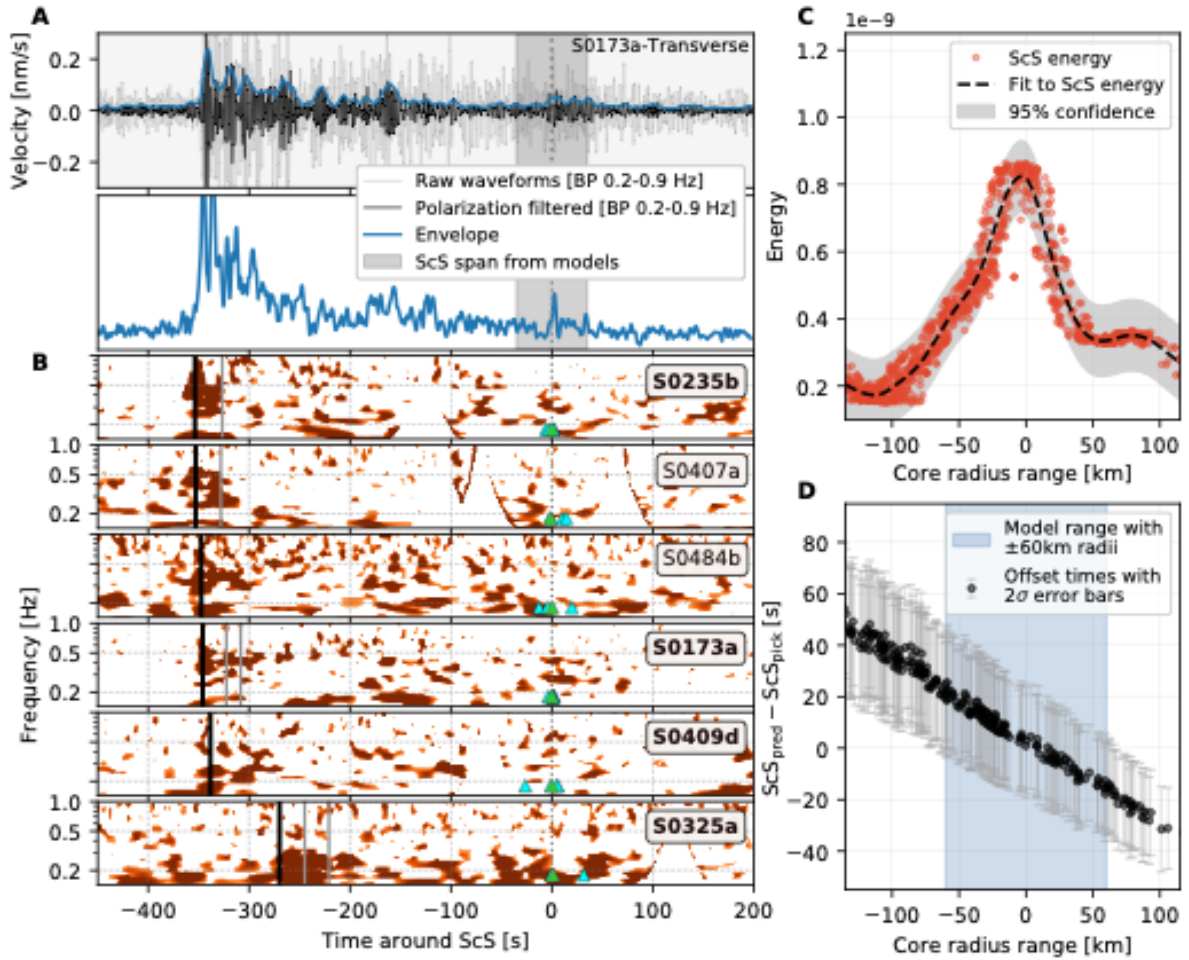 A
S0173a-Transverse
Velocity [nm/s]
0.2
0.0
−0.2
Raw waveforms [BP 0.2-0.9 Hz]
Polarization filtered [BP 0.2-0.9 Hz]
Envelope
ScS span from models
B
S0235b
1.0
0.5
0.2
S0407a
S0484b
1.0
0.5
0.2
S0173a
S0409d
1.0
0.5
0.2
S0325a
Frequency [Hz]
−400
−300
−200
−100
0
100
200
Time around ScS [s]
C
1e−9
1.2
1.0
0.8
0.6
0.4
0.2
Energy
ScS energy
Fit to ScS energy
95% confidence
−100
−50
0
50
100
Core radius range [km]
D
80
60
40
20
0
−20
−40
ScSpred − ScSpick [s]
Model range with
±60km radii
Offset times with
2σ error bars
−100
−50
0
50
100
Core radius range [km]